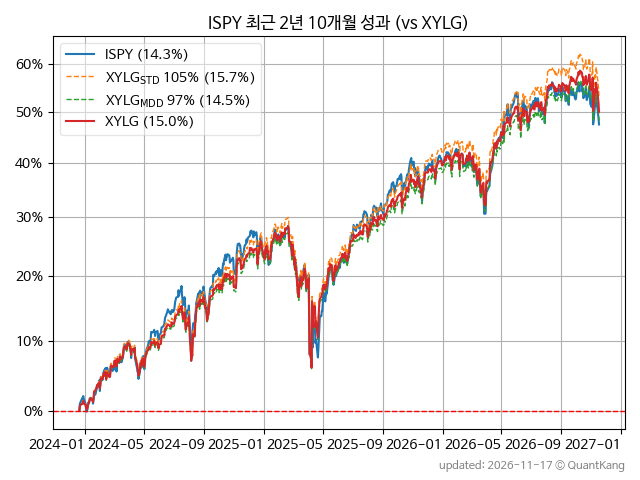 ISPY 최근 2년 10개월 성과 (vs XYLG)
ISPY (14.3%)
XYLG_STD 105% (15.7%)
XYLG_MDD 97% (14.5%)
XYLG (15.0%)
60%
50%
40%
30%
20%
10%
0%
2024-01 2024-05 2024-09 2025-01 2025-05 2025-09 2026-01 2026-05 2026-09 2027-01
updated: 2026-11-17 © QuantKang